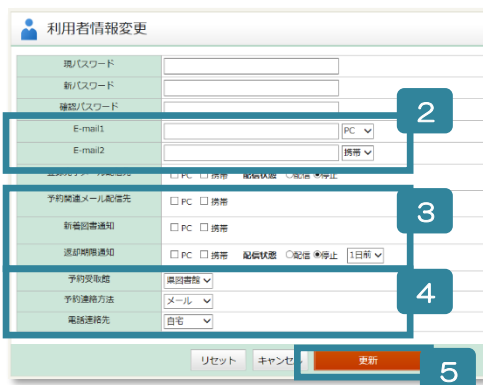 利用者情報変更
現パスワード
新パスワード
確認パスワード
2
E-mail1 PC
E-mail2 携帯
□PC □携帯 配信状態 ○配信 ◉停止
3
予約関連メール配信先 □PC □携帯
新着図書通知 □PC □携帯
返却期限通知 □PC □携帯 配信状態 ○配信 ◉停止 1日前
4
予約受取館 県図書館
予約連絡方法 メール
電話連絡先 自宅
リセット キャンセ 更新
5